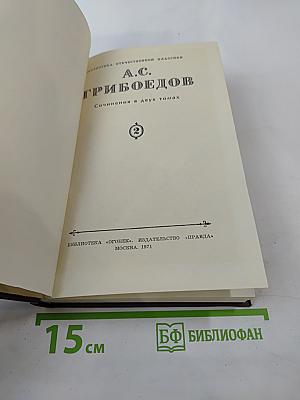 БИБЛИОТЕКА ОТЕЧЕСТВЕННОЙ КЛАССИКИ
А.С.
ГРИБОЕДОВ
Сочинения в двух томах
2
БИБЛИОТЕКА «ОГОНЕК». ИЗДАТЕЛЬСТВО «ПРАВДА»
МОСКВА. 1971
15 см
БФ БИБЛИОФАН